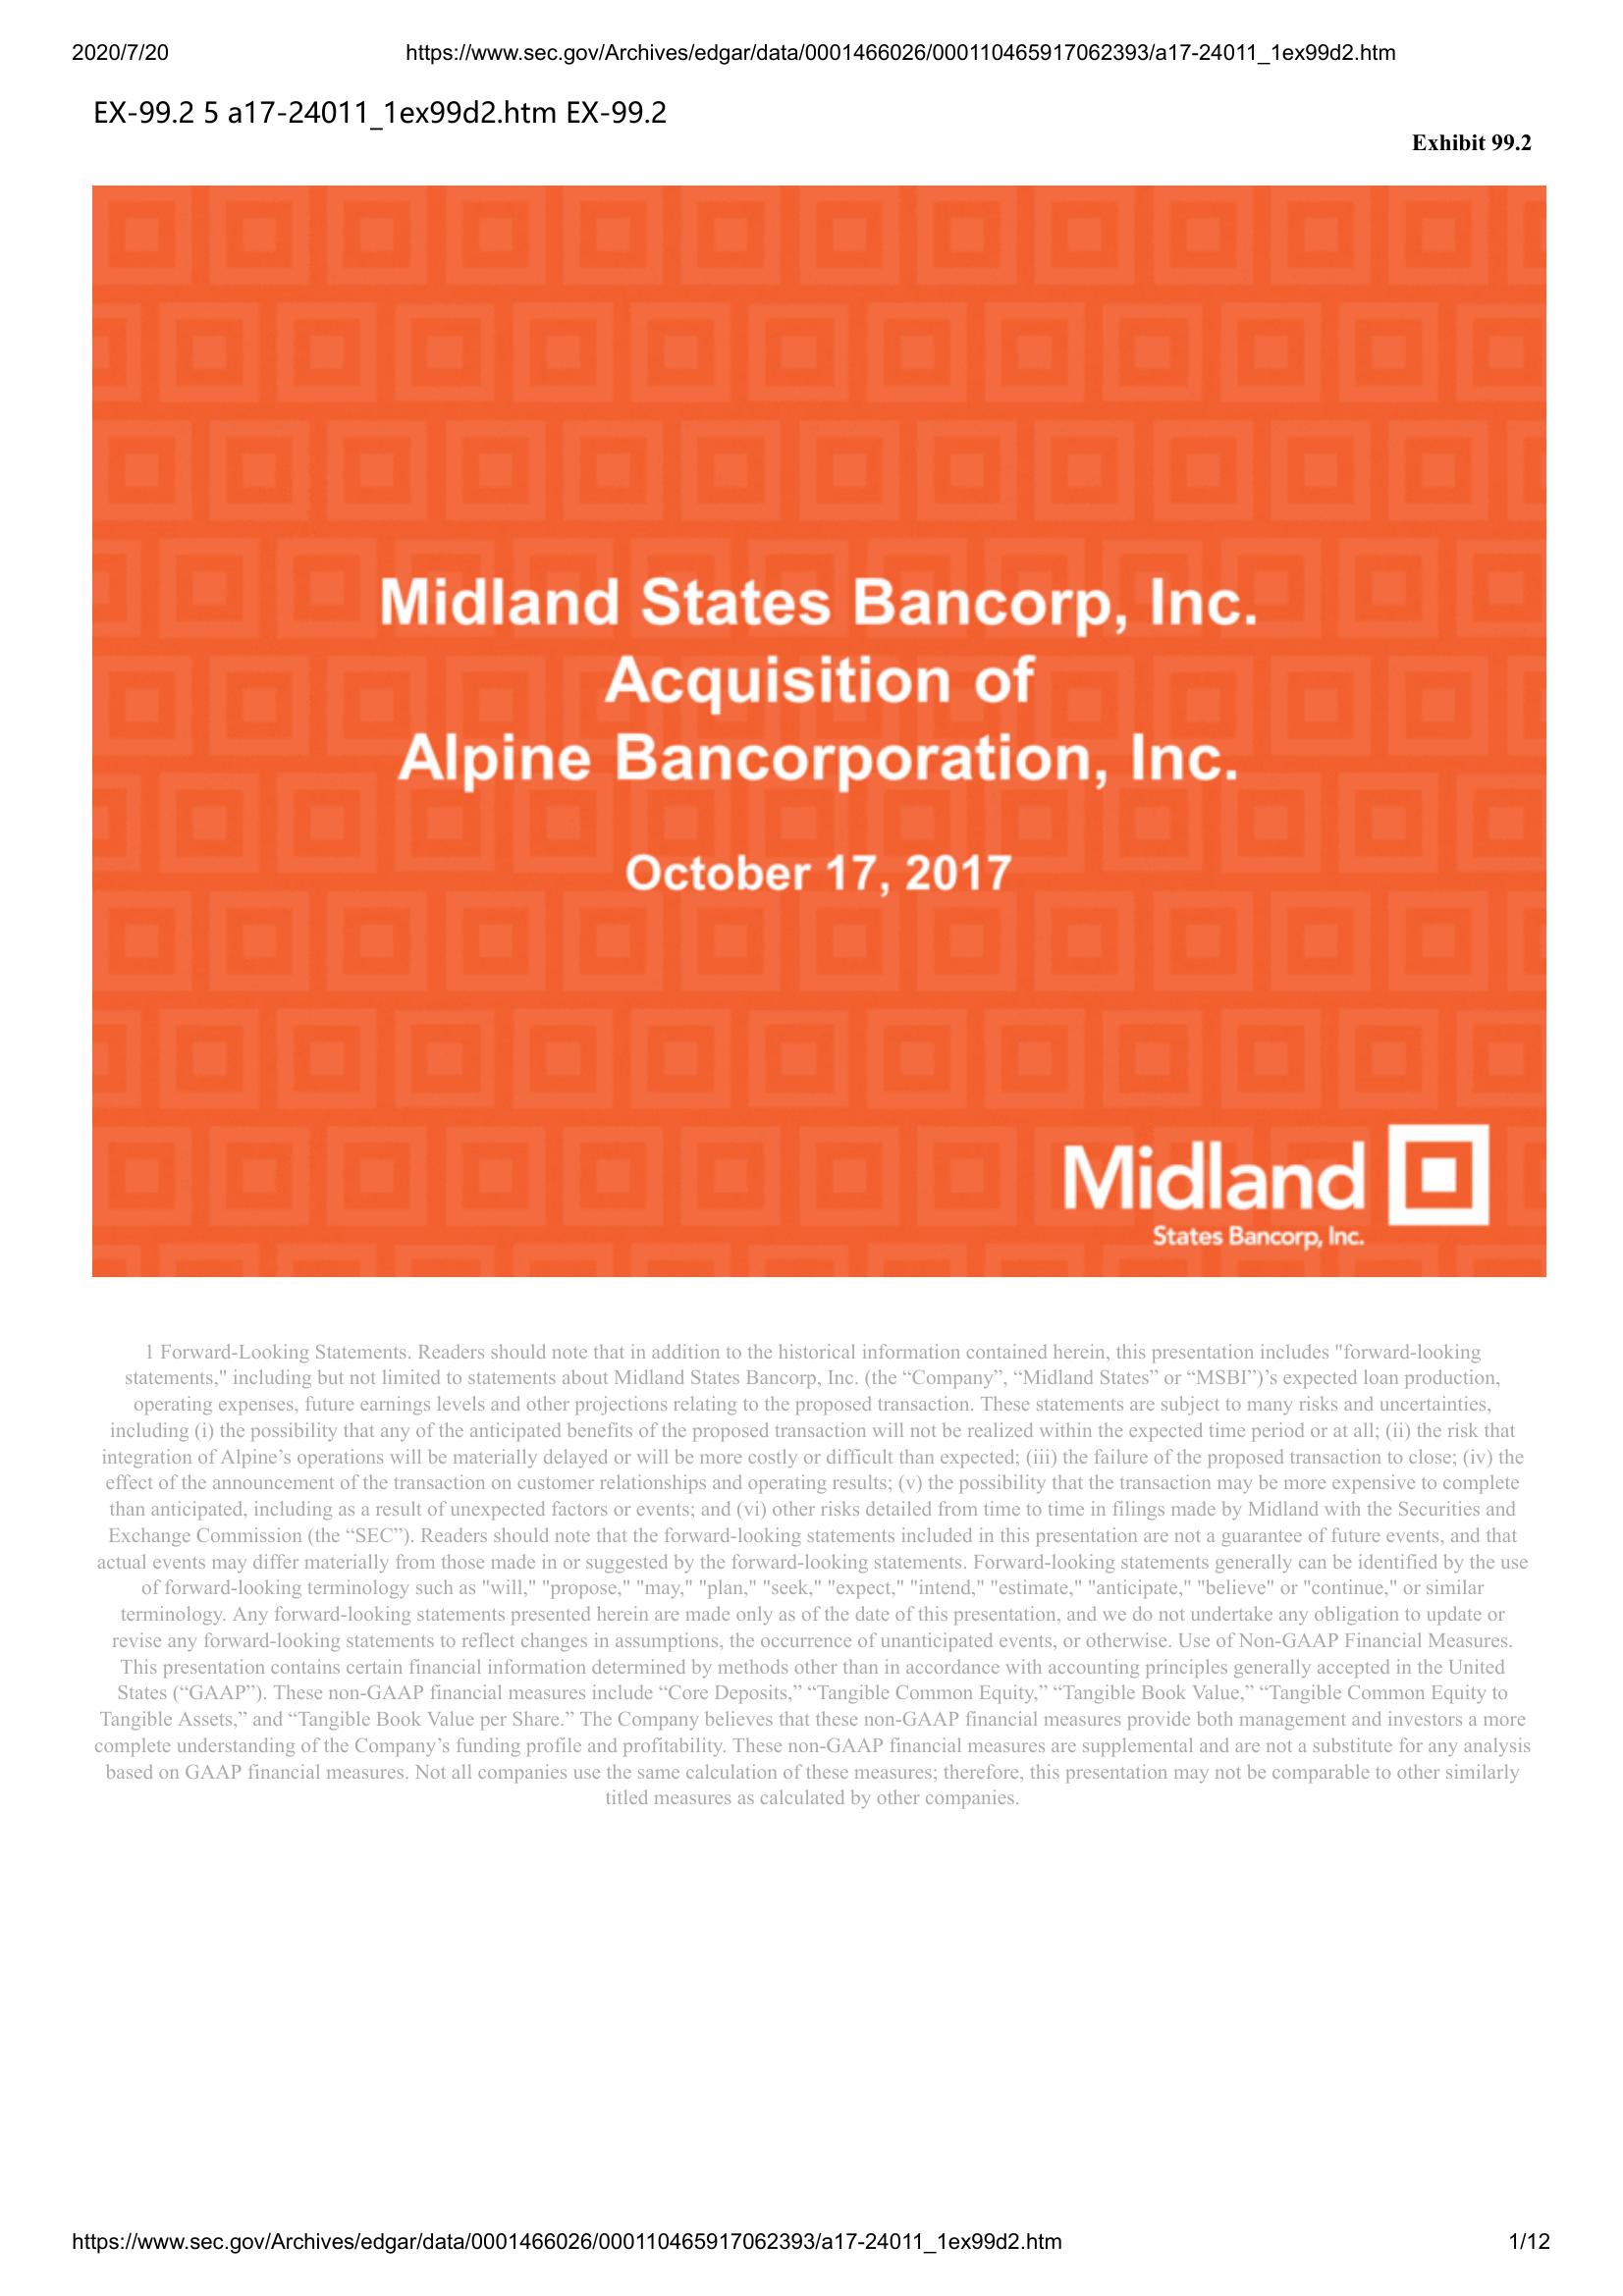 2020/7/20 https://www.sec.gov/Archives/edgar/data/0001466026/000110465917062393/a17-24011_1ex99d2.htm
EX-99.2 5 a17-24011_1ex99d2.htm EX-99.2
Exhibit 99.2
Midland States Bancorp, Inc.
Acquisition of
Alpine Bancorporation, Inc.
October 17, 2017
Midland
States Bancorp, Inc.
1 Forward-Looking Statements. Readers should note that in addition to the historical information contained herein, this presentation includes "forward-looking
statements," including but not limited to statements about Midland States Bancorp, Inc. (the “Company”, “Midland States” or “MSBI”)’s expected loan production,
operating expenses, future earnings levels and other projections relating to the proposed transaction. These statements are subject to many risks and uncertainties,
including (i) the possibility that any of the anticipated benefits of the proposed transaction will not be realized within the expected time period or at all; (ii) the risk that
integration of Alpine’s operations will be materially delayed or will be more costly or difficult than expected; (iii) the failure of the proposed transaction to close; (iv) the
effect of the announcement of the transaction on customer relationships and operating results; (v) the possibility that the transaction may be more expensive to complete
than anticipated, including as a result of unexpected factors or events; and (vi) other risks detailed from time to time in filings made by Midland with the Securities and
Exchange Commission (the “SEC”). Readers should note that the forward-looking statements included in this presentation are not a guarantee of future events, and that
actual events may differ materially from those made in or suggested by the forward-looking statements. Forward-looking statements generally can be identified by the use
of forward-looking terminology such as "will," "propose," "may," "plan," "seek," "expect," "intend," "estimate," "anticipate," "believe" or "continue," or similar
terminology. Any forward-looking statements presented herein are made only as of the date of this presentation, and we do not undertake any obligation to update or
revise any forward-looking statements to reflect changes in assumptions, the occurrence of unanticipated events, or otherwise. Use of Non-GAAP Financial Measures.
This presentation contains certain financial information determined by methods other than in accordance with accounting principles generally accepted in the United
States (“GAAP”). These non-GAAP financial measures include “Core Deposits,” “Tangible Common Equity,” “Tangible Book Value,” “Tangible Common Equity to
Tangible Assets,” and “Tangible Book Value per Share.” The Company believes that these non-GAAP financial measures provide both management and investors a more
complete understanding of the Company’s funding profile and profitability. These non-GAAP financial measures are supplemental and are not a substitute for any analysis
based on GAAP financial measures. Not all companies use the same calculation of these measures; therefore, this presentation may not be comparable to other similarly
titled measures as calculated by other companies.
https://www.sec.gov/Archives/edgar/data/0001466026/000110465917062393/a17-24011_1ex99d2.htm 1/12